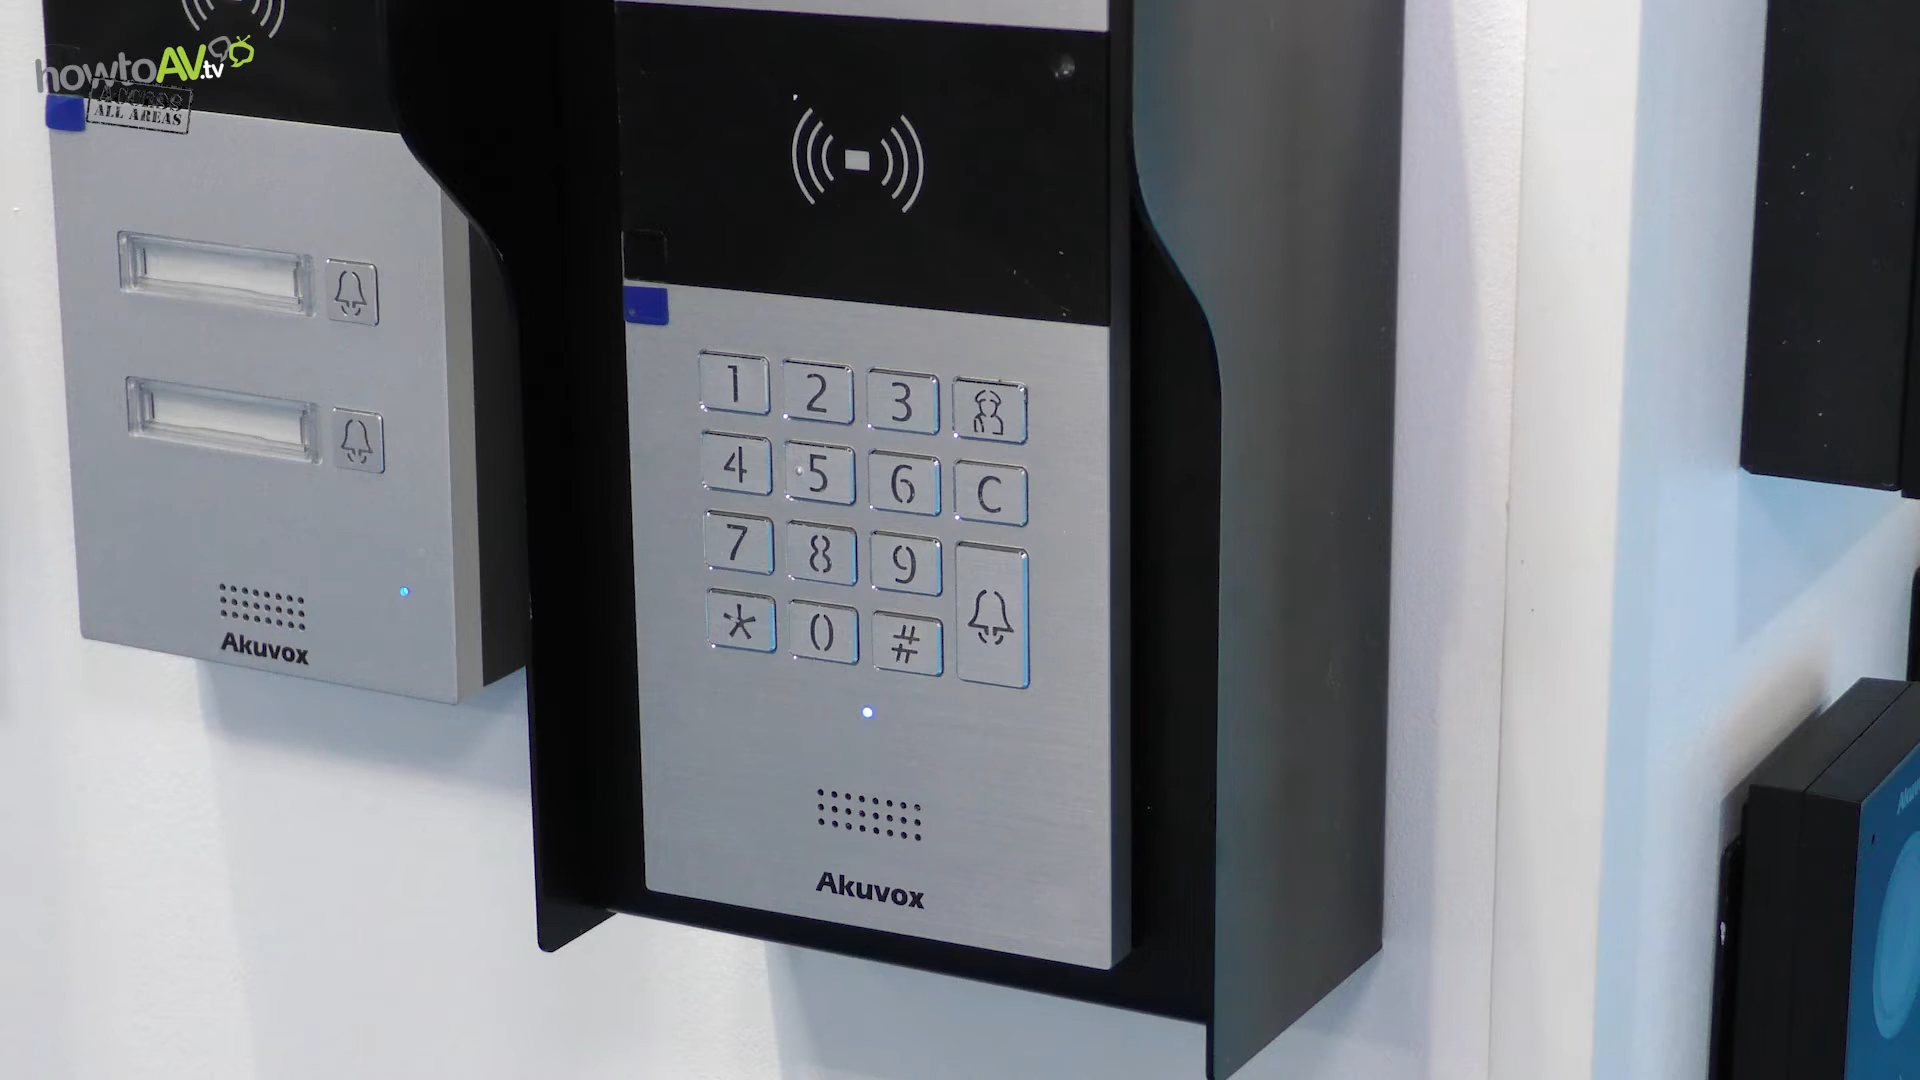 howtoAV.tv
Access
ALL AREAS
Akuvox
1 2 3
4 5 6 C
7 8 9
* 0 #
Akuvox